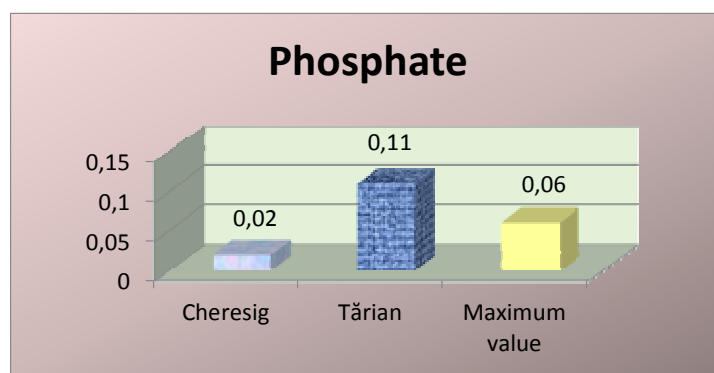 Phosphate
0,15
0,1
0,05
0
0,02
0,11
0,06
Cheresig
Tărian
Maximum
value